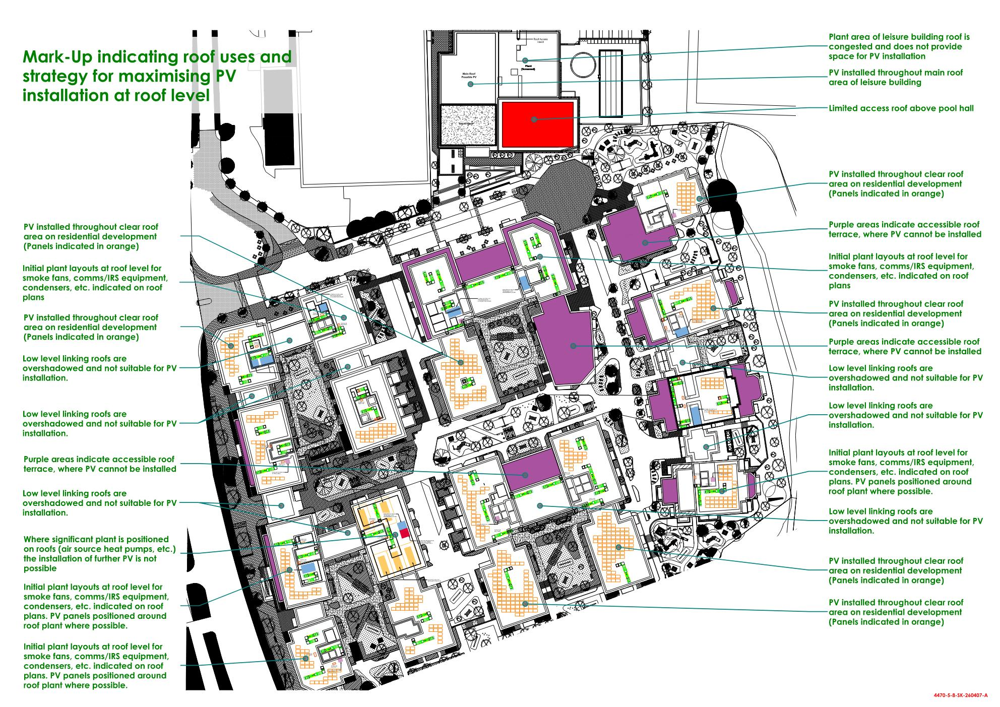 Mark-Up indicating roof uses and
strategy for maximising PV
installation at roof level
PV installed throughout clear roof
area on residential development
(Panels indicated in orange)
Initial plant layouts at roof level for
smoke fans, comms/IRS equipment,
condensers, etc. indicated on roof
plans
PV installed throughout clear roof
area on residential development
(Panels indicated in orange)
Low level linking roofs are
overshadowed and not suitable for PV
installation.
Low level linking roofs are
overshadowed and not suitable for PV
installation.
Purple areas indicate accessible roof
terrace, where PV cannot be installed
Low level linking roofs are
overshadowed and not suitable for PV
installation.
Where significant plant is positioned
on roofs (air source heat pumps, etc.)
the installation of further PV is not
possible
Initial plant layouts at roof level for
smoke fans, comms/IRS equipment,
condensers, etc. indicated on roof
plans. PV panels positioned around
roof plant where possible.
Initial plant layouts at roof level for
smoke fans, comms/IRS equipment,
condensers, etc. indicated on roof
plans. PV panels positioned around
roof plant where possible.
Roof Access
Hatch
Plant
(Screened)
Main Roof
Possible PV
Plant area of leisure building roof is
congested and does not provide
space for PV installation
PV installed throughout main roof
area of leisure building
Limited access roof above pool hall
PV installed throughout clear roof
area on residential development
(Panels indicated in orange)
Purple areas indicate accessible roof
terrace, where PV cannot be installed
Initial plant layouts at roof level for
smoke fans, comms/IRS equipment,
condensers, etc. indicated on roof
plans
PV installed throughout clear roof
area on residential development
(Panels indicated in orange)
Purple areas indicate accessible roof
terrace, where PV cannot be installed
Low level linking roofs are
overshadowed and not suitable for PV
installation.
Low level linking roofs are
overshadowed and not suitable for PV
installation.
Initial plant layouts at roof level for
smoke fans, comms/IRS equipment,
condensers, etc. indicated on roof
plans. PV panels positioned around
roof plant where possible.
Low level linking roofs are
overshadowed and not suitable for PV
installation.
PV installed throughout clear roof
area on residential development
(Panels indicated in orange)
PV installed throughout clear roof
area on residential development
(Panels indicated in orange)
4470-5-8-SK-260407-A